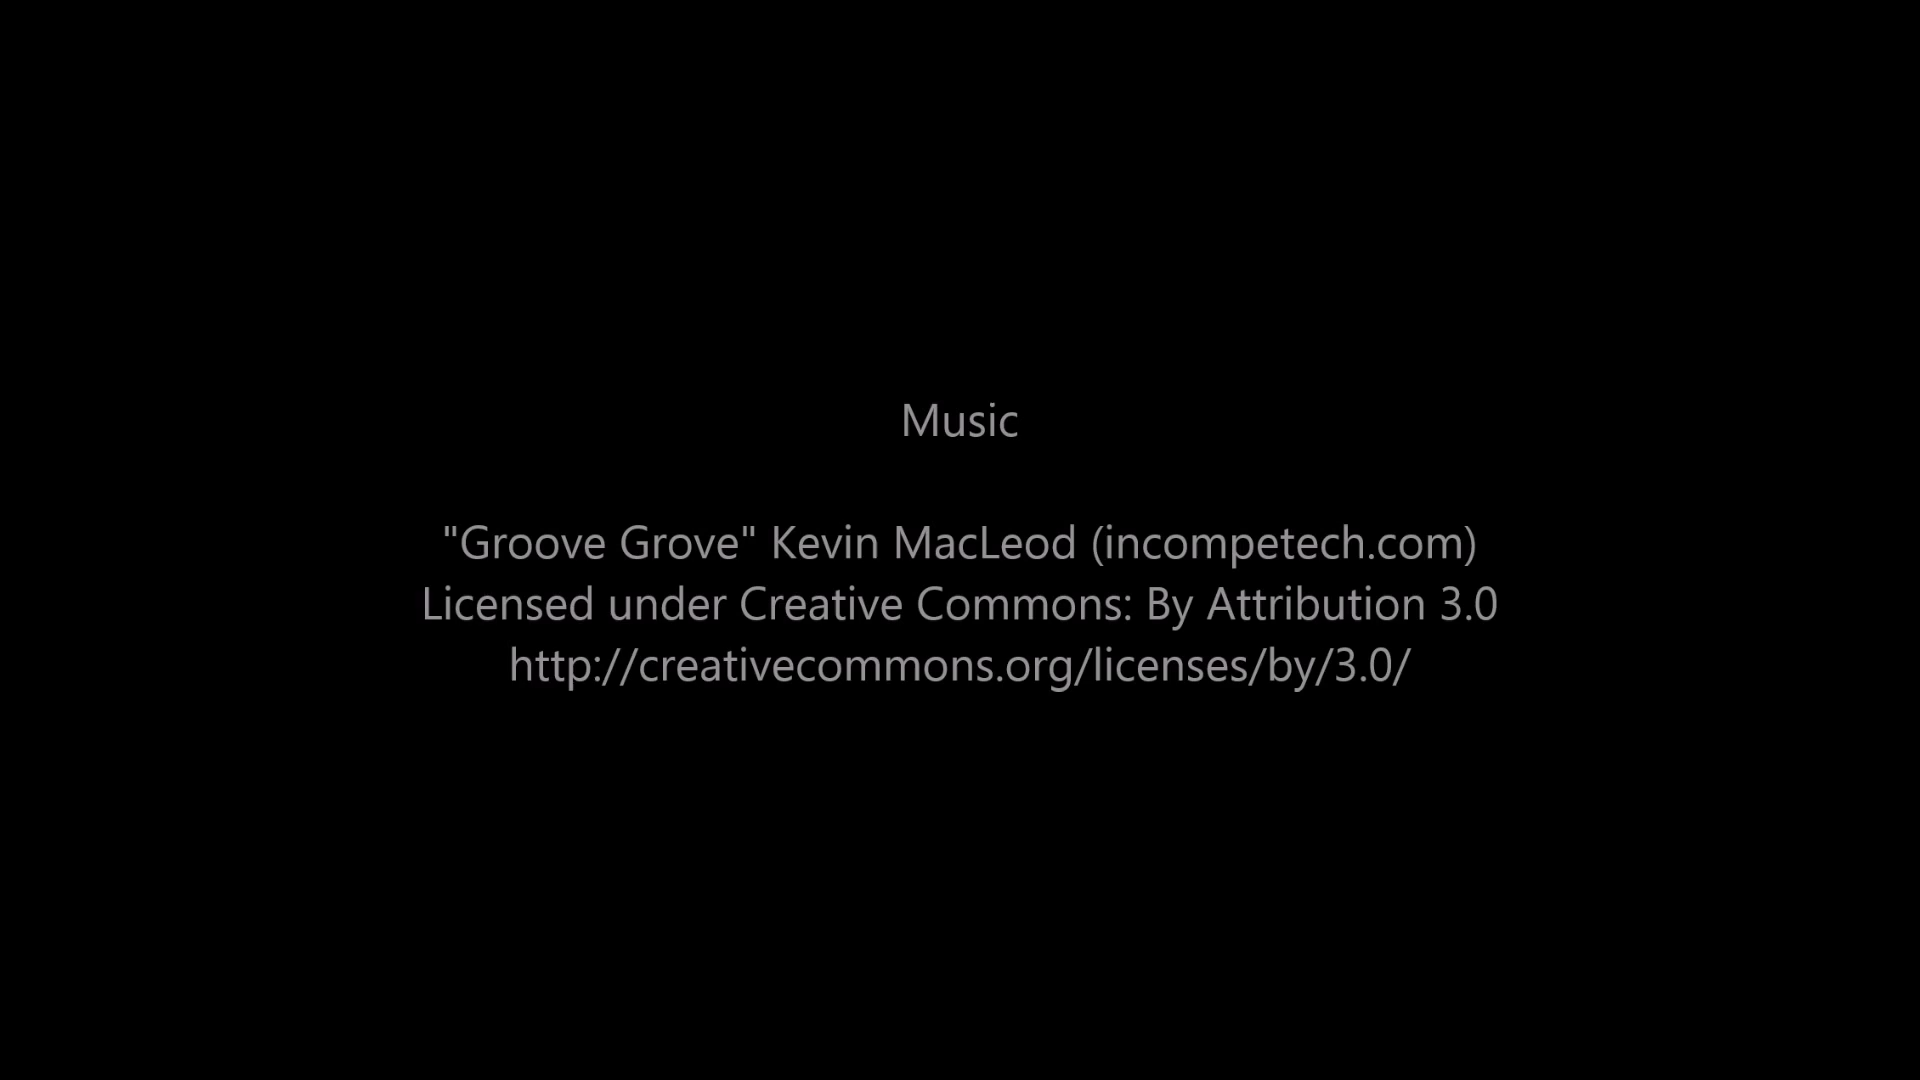 Music
"Groove Grove" Kevin MacLeod (incompetech.com)
Licensed under Creative Commons: By Attribution 3.0
http://creativecommons.org/licenses/by/3.0/